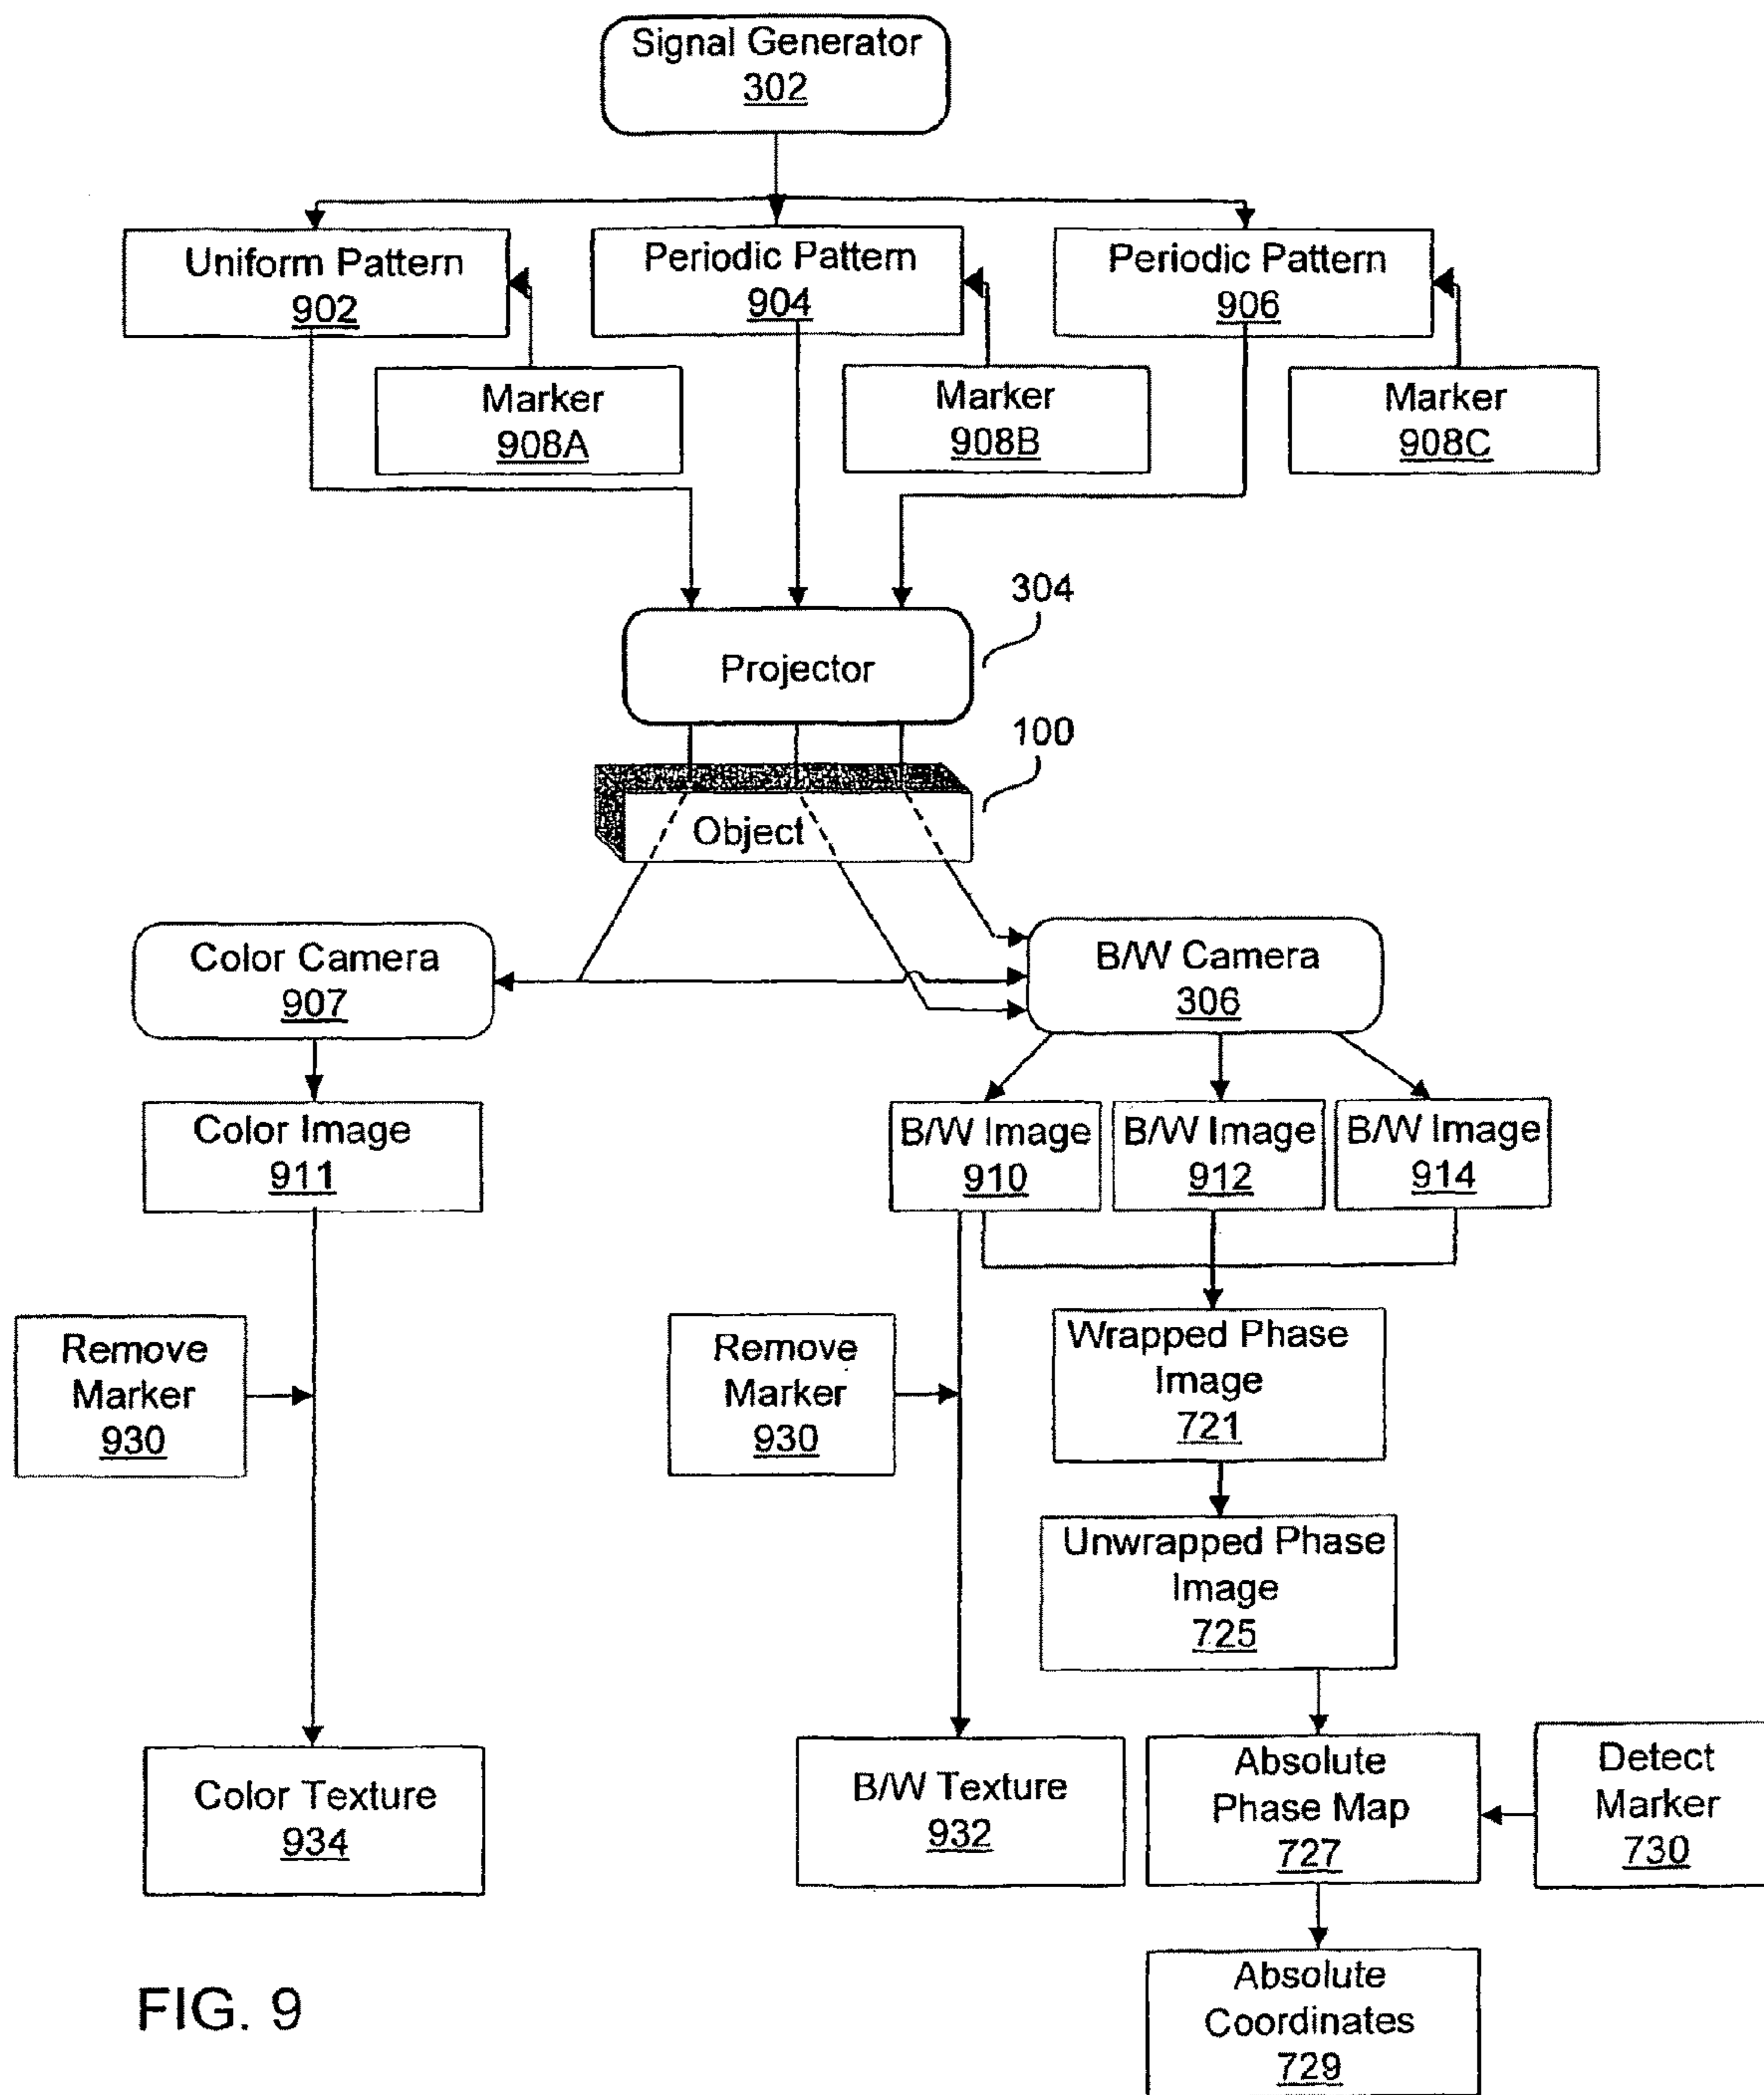 Signal Generator
302
Uniform Pattern
902
Periodic Pattern
904
Periodic Pattern
906
Marker
908A
Marker
908B
Marker
908C
304
Projector
100
Object
Color Camera
907
B/W Camera
306
Color Image
911
B/W Image
910
B/W Image
912
B/W Image
914
Remove
Marker
930
Remove
Marker
930
Wrapped Phase
Image
721
Unwrapped Phase
Image
725
Color Texture
934
B/W Texture
932
Absolute
Phase Map
727
Detect
Marker
730
Absolute
Coordinates
729
FIG. 9